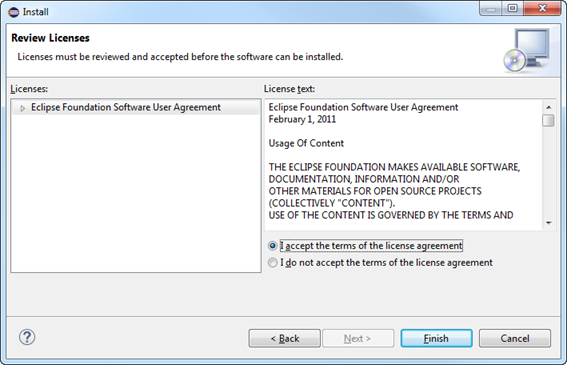 Install
Review Licenses
Licenses must be reviewed and accepted before the software can be installed.
Licenses:
Eclipse Foundation Software User Agreement
License text:
Eclipse Foundation Software User Agreement
February 1, 2011
Usage Of Content
THE ECLIPSE FOUNDATION MAKES AVAILABLE SOFTWARE,
DOCUMENTATION, INFORMATION AND/OR
OTHER MATERIALS FOR OPEN SOURCE PROJECTS
(COLLECTIVELY "CONTENT").
USE OF THE CONTENT IS GOVERNED BY THE TERMS AND
I accept the terms of the license agreement
I do not accept the terms of the license agreement
?
< Back
Next >
Finish
Cancel